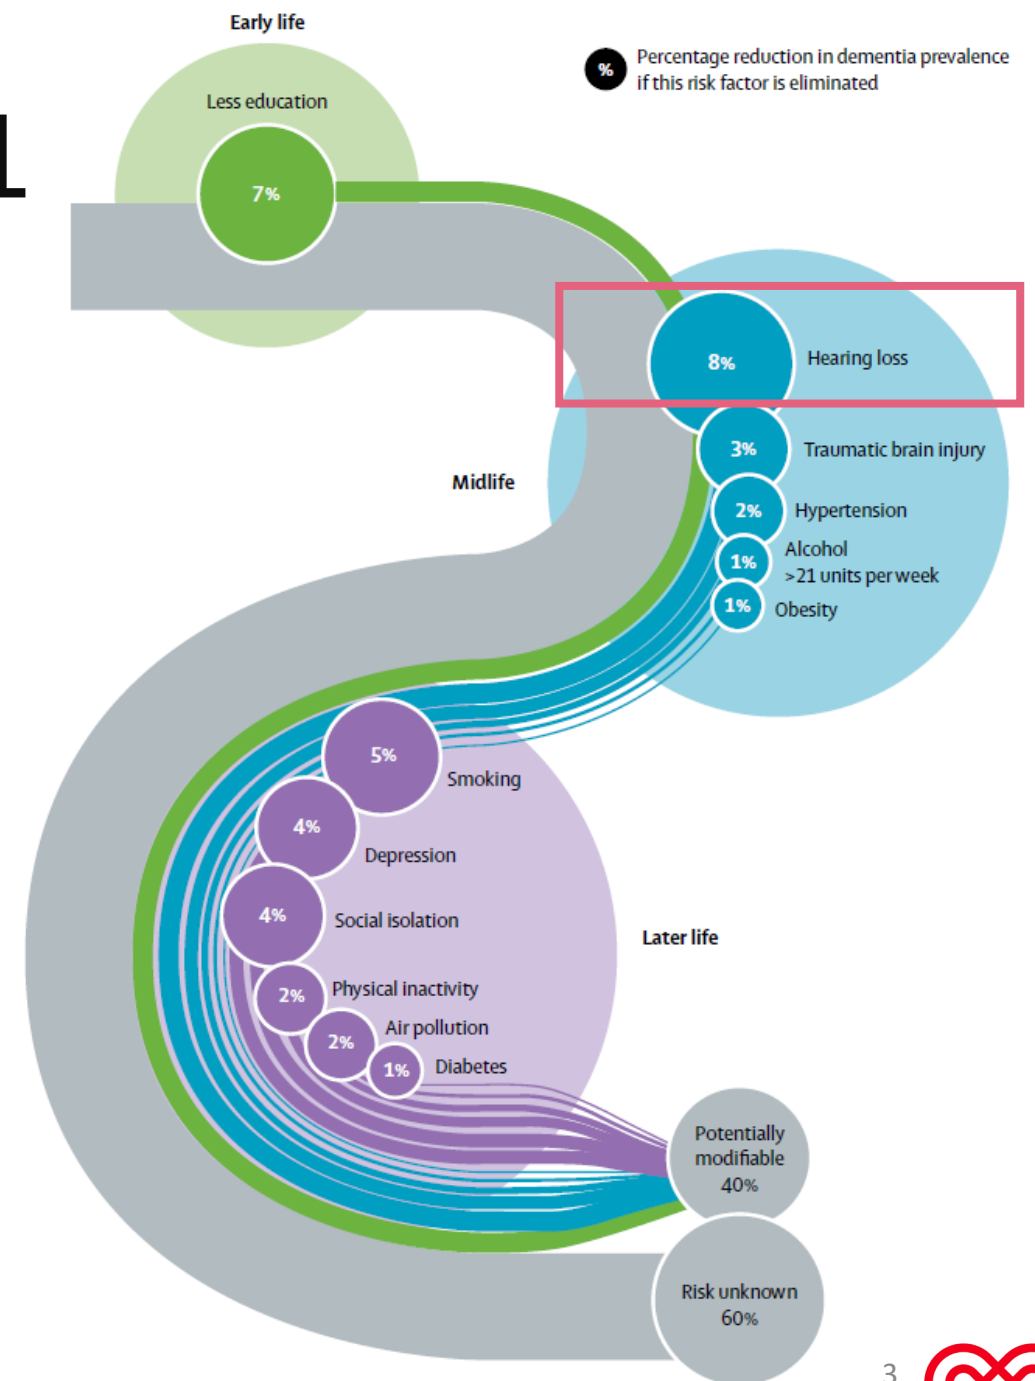 Early life
%
Percentage reduction in dementia prevalence
if this risk factor is eliminated
Less education
7%
8%
Hearing loss
3%
Traumatic brain injury
Midlife
2%
Hypertension
1%
Alcohol
>21 units per week
1%
Obesity
5%
Smoking
4%
Depression
4%
Social isolation
Later life
2%
Physical inactivity
2%
Air pollution
1%
Diabetes
Potentially
modifiable
40%
Risk unknown
60%
3